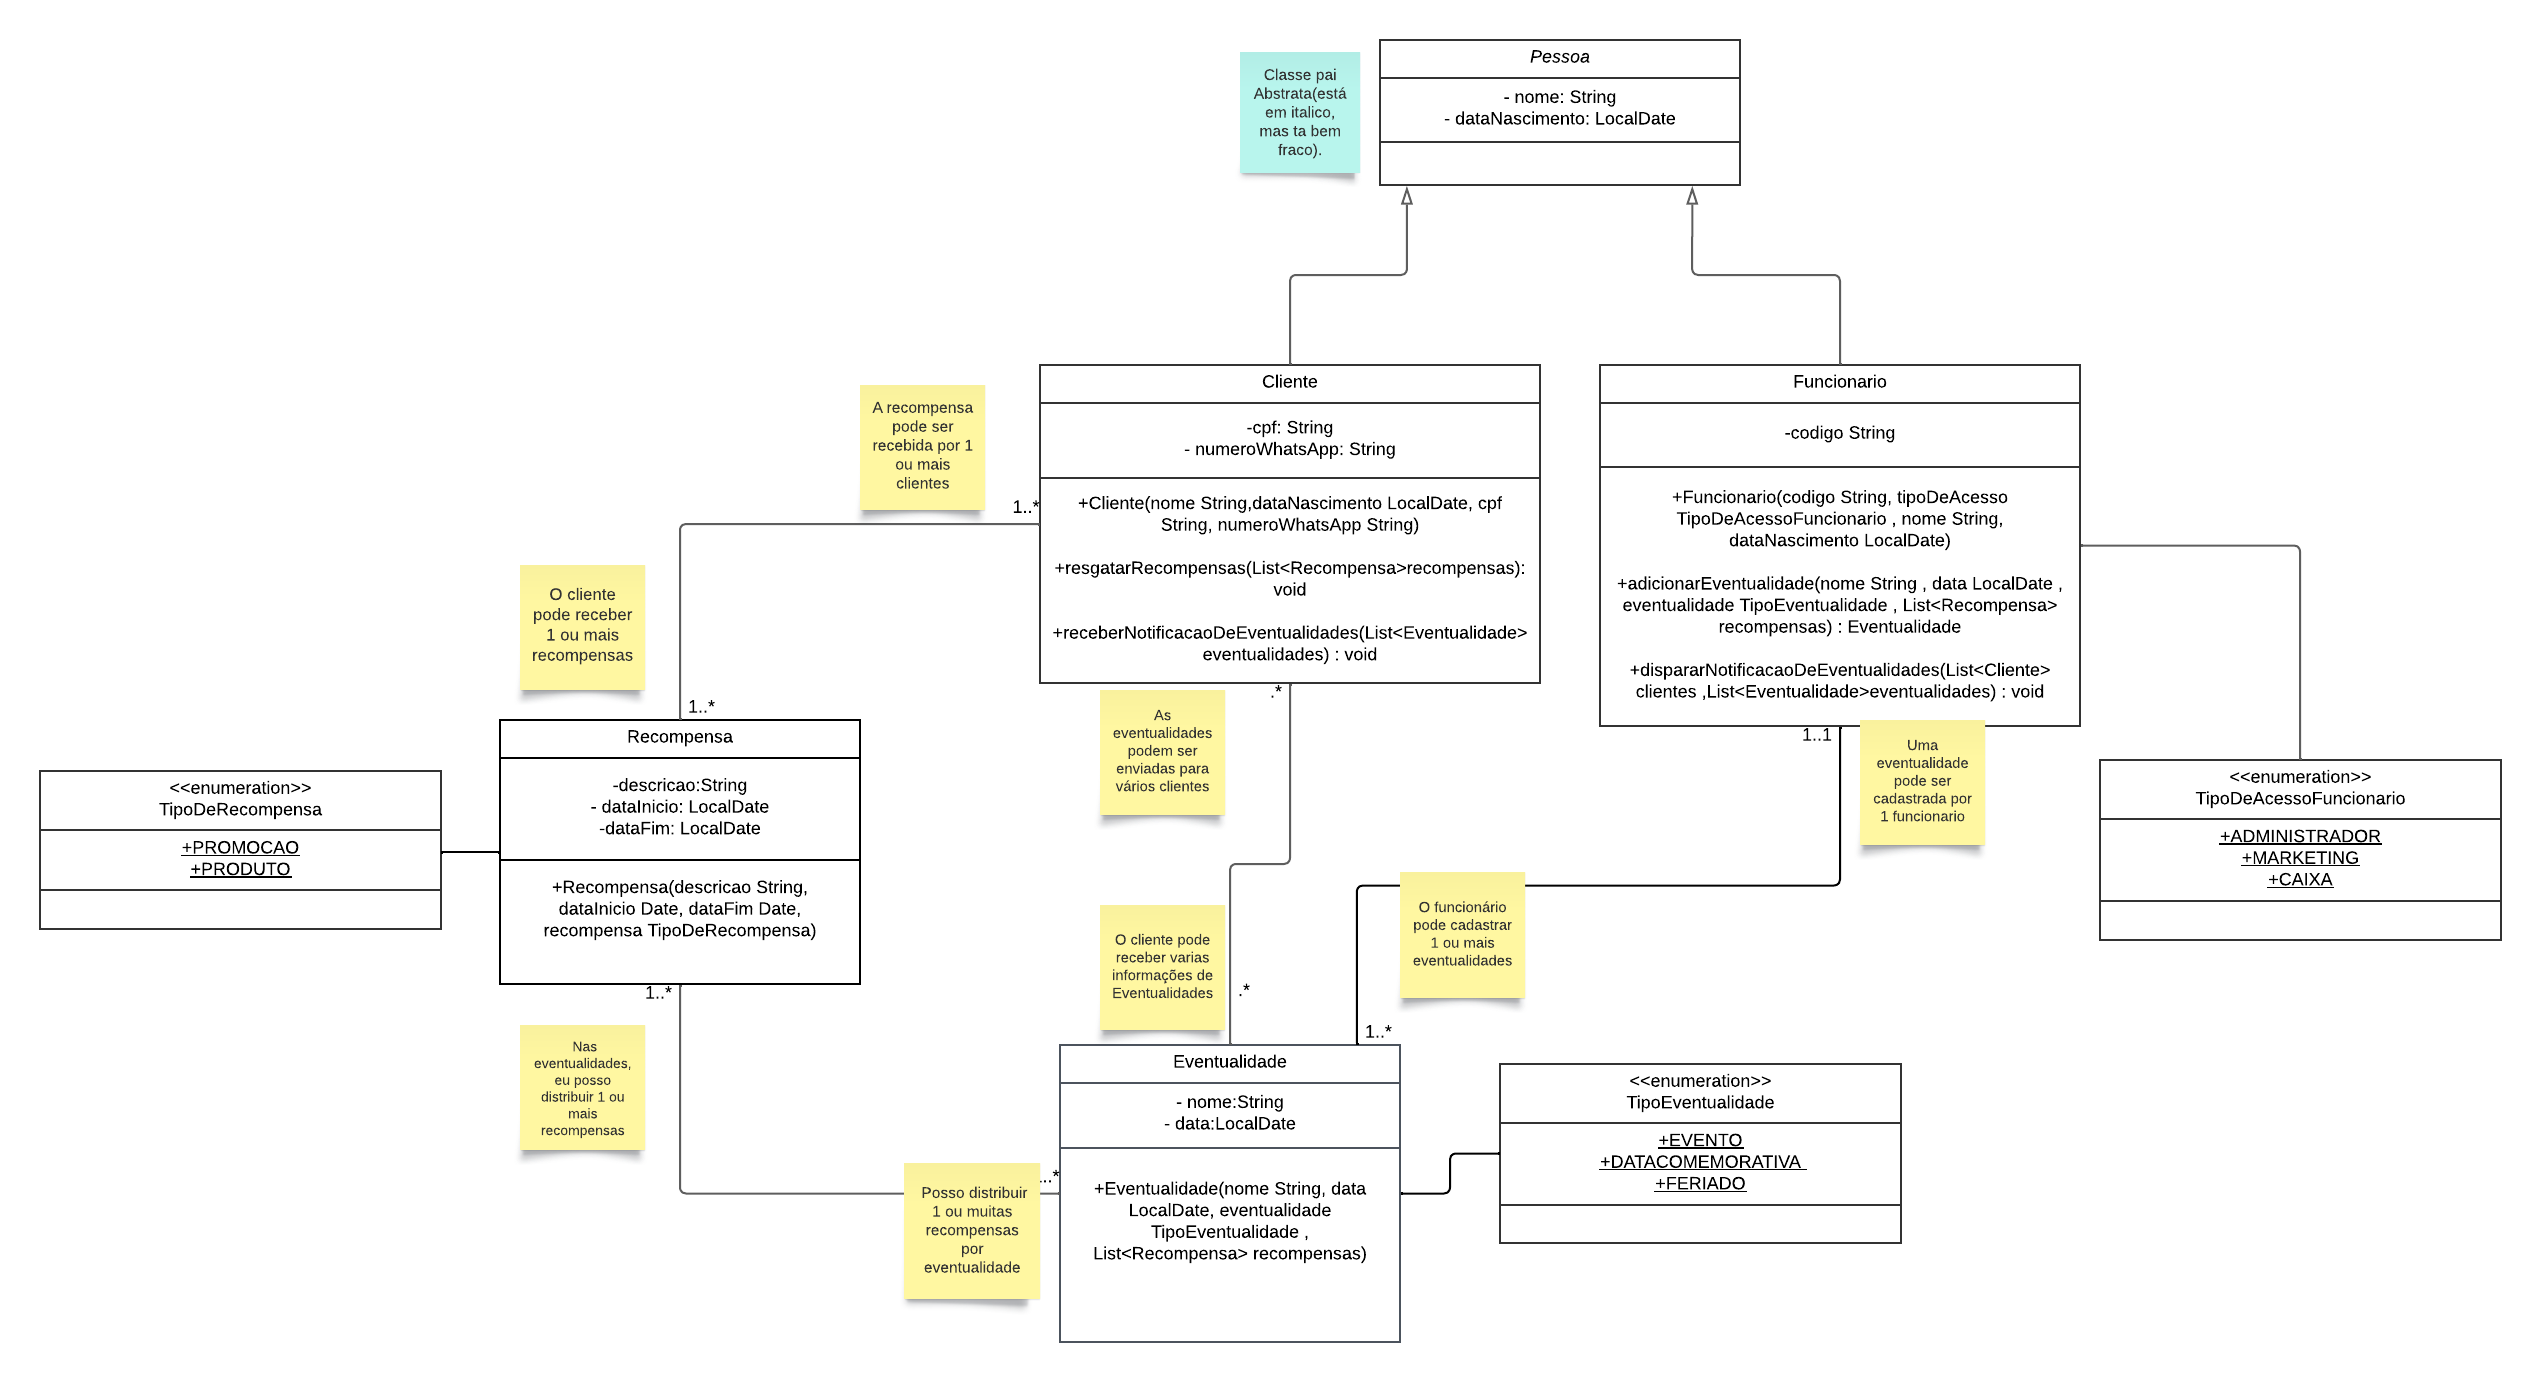 Classe pai
Abstrata(está
em italico,
mas ta bem
fraco).
Pessoa
- nome: String
- dataNascimento: LocalDate
A recompensa
pode ser
recebida por 1
ou mais
clientes
Cliente
-cpf: String
- numeroWhatsApp: String
+Cliente(nome String,dataNascimento LocalDate, cpf
String, numeroWhatsApp String)
+resgatarRecompensas(List<Recompensa>recompensas):
void
+receberNotificacaoDeEventualidades(List<Eventualidade>
eventualidades) : void
Funcionario
-codigo String
+Funcionario(codigo String, tipoDeAcesso
TipoDeAcessoFuncionario , nome String,
dataNascimento LocalDate)
+adicionarEventualidade(nome String , data LocalDate ,
eventualidade TipoEventualidade , List<Recompensa>
recompensas) : Eventualidade
+dispararNotificacaoDeEventualidades(List<Cliente>
clientes ,List<Eventualidade>eventualidades) : void
1..*
O cliente
pode receber
1 ou mais
recompensas
1..*
.*
1..1
As
eventualidades
podem ser
enviadas para
vários clientes
Uma
eventualidade
pode ser
cadastrada por
1 funcionario
<<enumeration>>
TipoDeRecompensa
+PROMOCAO
+PRODUTO
Recompensa
-descricao:String
- dataInicio: LocalDate
-dataFim: LocalDate
+Recompensa(descricao String,
dataInicio Date, dataFim Date,
recompensa TipoDeRecompensa)
<<enumeration>>
TipoDeAcessoFuncionario
+ADMINISTRADOR
+MARKETING
+CAIXA
O cliente pode
receber varias
informações de
Eventualidades
.*
O funcionário
pode cadastrar
1 ou mais
eventualidades
1..*
1..*
Nas
eventualidades,
eu posso
distribuir 1 ou
mais
recompensas
Posso distribuir
1 ou muitas
recompensas
por
eventualidade
..*
Eventualidade
- nome:String
- data:LocalDate
+Eventualidade(nome String, data
LocalDate, eventualidade
TipoEventualidade ,
List<Recompensa> recompensas)
<<enumeration>>
TipoEventualidade
+EVENTO
+DATACOMEMORATIVA
+FERIADO